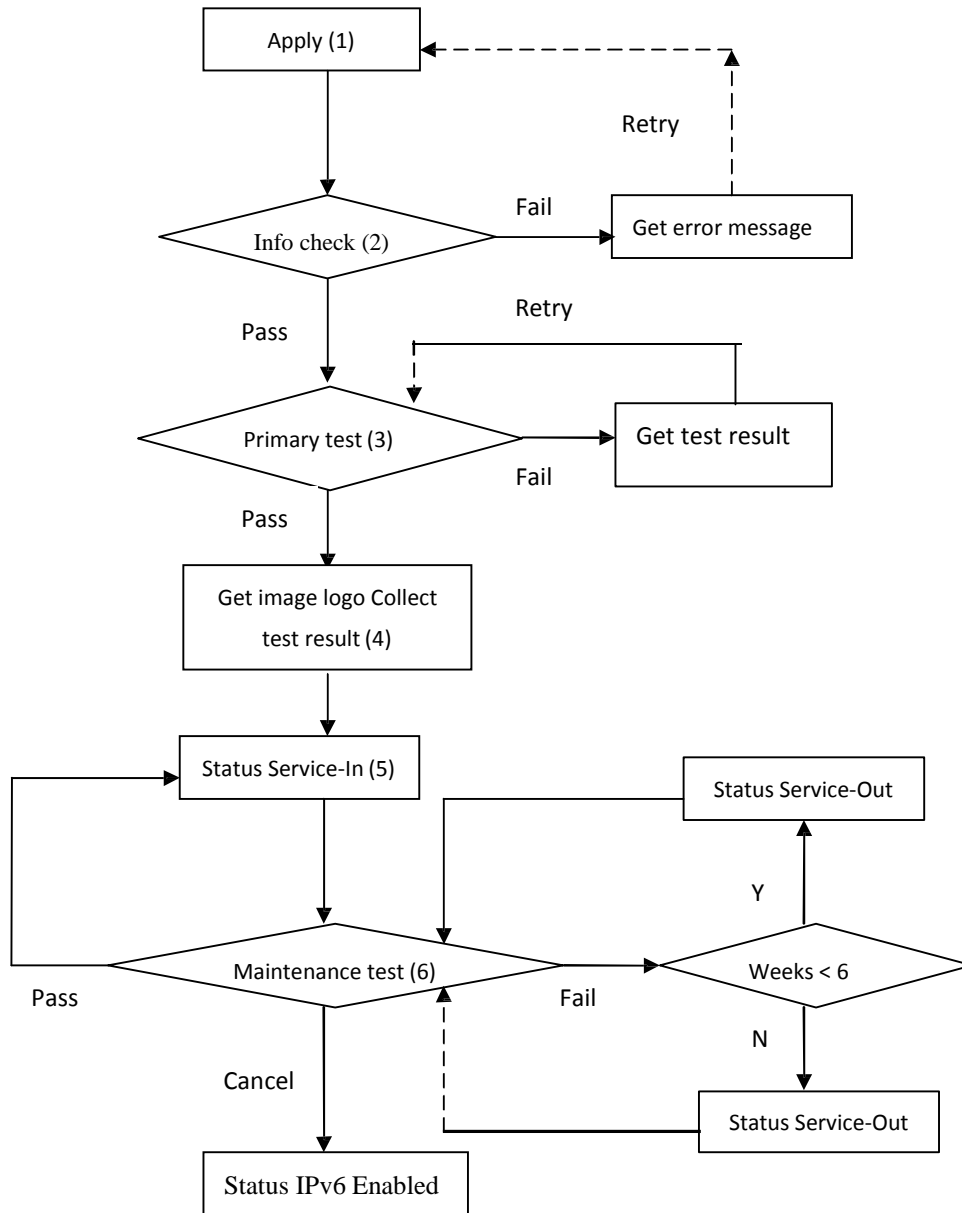 Apply (1)
Retry
Fail
Info check (2)
Get error message
Pass
Retry
Primary test (3)
Get test result
Fail
Pass
Get image logo Collect
test result (4)
Status Service-In (5)
Status Service-Out
Y
Maintenance test (6)
Weeks < 6
Pass
Fail
N
Cancel
Status Service-Out
Status IPv6 Enabled